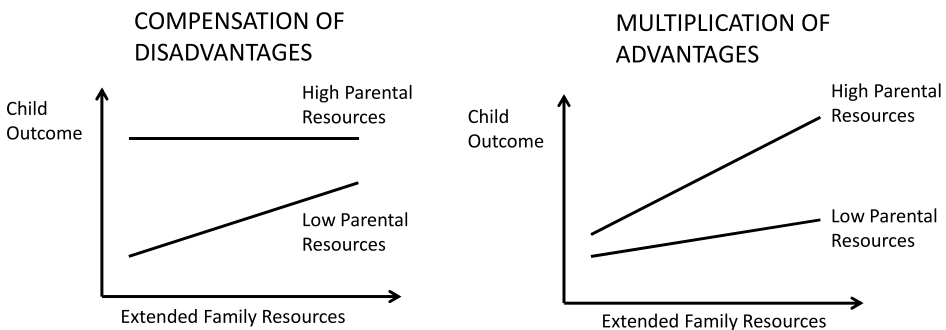 COMPENSATION OF
DISADVANTAGES
High Parental
Resources
Child
Outcome
Low Parental
Resources
Extended Family Resources
MULTIPLICATION OF
ADVANTAGES
High Parental
Resources
Child
Outcome
Low Parental
Resources
Extended Family Resources